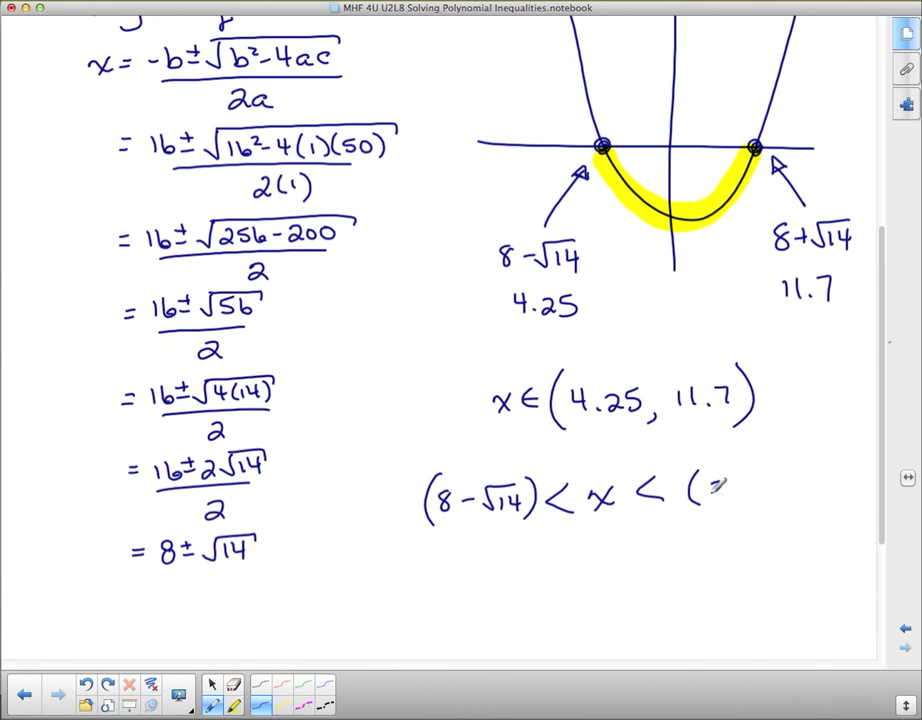 MHF 4U U2L8 Solving Polynomial Inequalities.notebook
x = -b ± √b² - 4ac / 2a
= 16 ± √16² - 4(1)(50) / 2(1)
= 16 ± √256 - 200 / 2
= 16 ± √56 / 2
= 16 ± √4(14) / 2
= 16 ± 2√14 / 2
= 8 ± √14
8 - √14
4.25
8 + √14
11.7
x ∈ (4.25, 11.7)
(8 - √14) < x < (